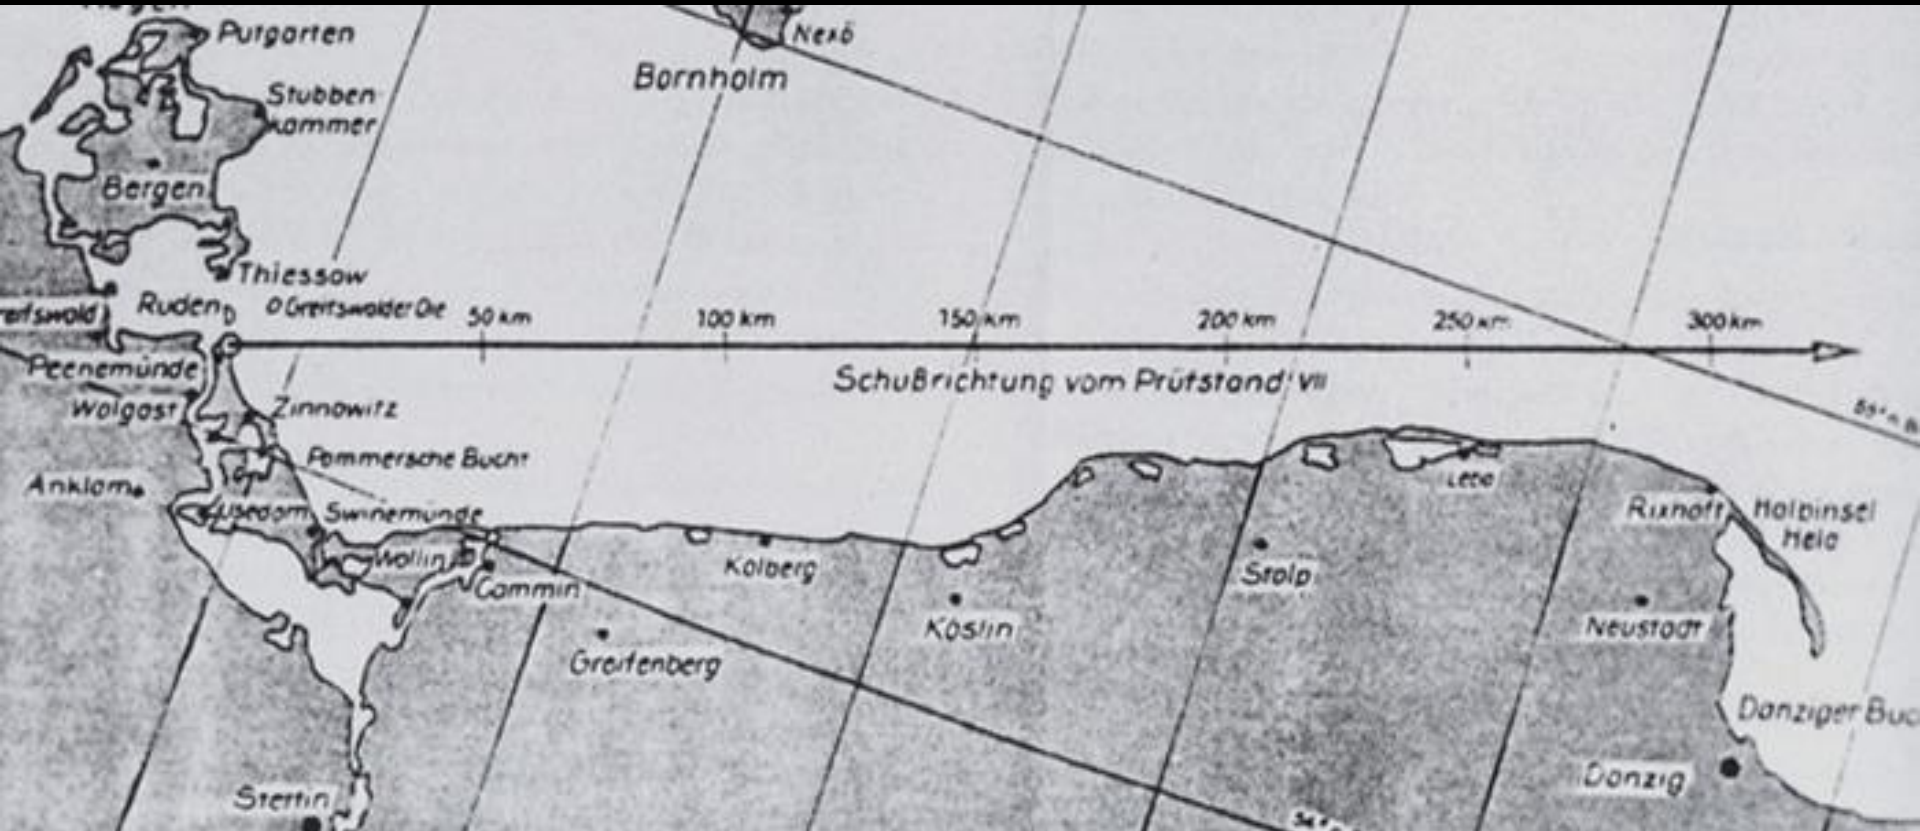 Putgarten
Nexö
Bornholm
Stubben-
kammer
Bergen
Thiessow
Ruden
Greifswalder Oie
50 km
100 km
150 km
200 km
250 km
300 km
reifswald
Peenemünde
Schußrichtung vom Prüfstand VII
Wolgast
Zinnowitz
Pommersche Bucht
Anklam
Usedom
Swinemünde
Leba
Rixhöft
Halbinsel
Hela
Wollin
Cammin
Kolberg
Stolp
Köslin
Neustadt
Greifenberg
Danziger Buc
Danzig
Stettin